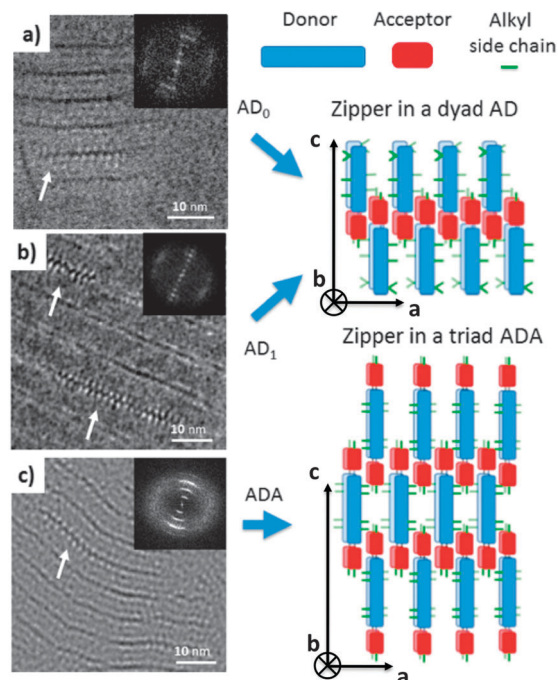 a)
10 nm
b)
10 nm
c)
10 nm
AD₀
AD₁
ADA
Donor
Acceptor
Alkyl
side chain
Zipper in a dyad AD
c
b
a
Zipper in a triad ADA
c
b
a